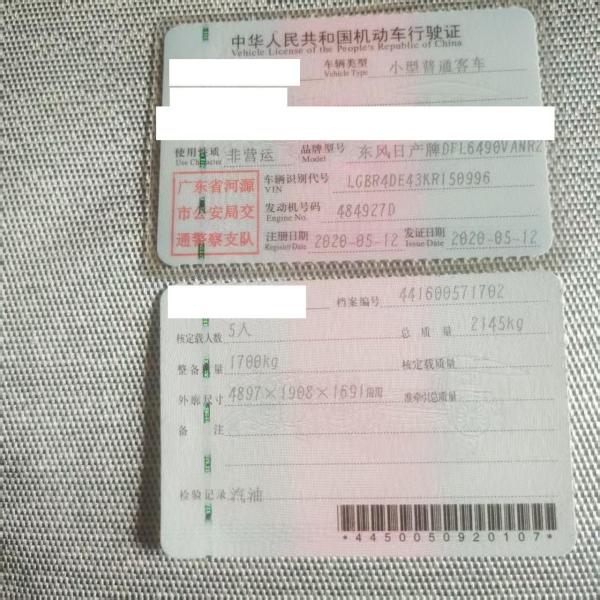 中华人民共和国机动车行驶证
Vehicle License of the People's Republic of China
车辆类型 小型普通客车
Vehicle Type
使用性质 非营运 品牌型号 东风日产牌DFL6490VANR2
Use Character Model
广东省河源
市公安局交
通警察支队
车辆识别代号 LGBR4DE43KR150996
VIN
发动机号码 484927D
Engine No.
注册日期 2020-05-12 发证日期 2020-05-12
Register Date Issue Date
档案编号 441600571702
核定载人数 5人 总质量 2145kg
整备质量 1700kg 核定载质量
外廓尺寸 4897×1908×1691mm 准牵引总质量
备注
检验记录 汽油
*4450050920107*